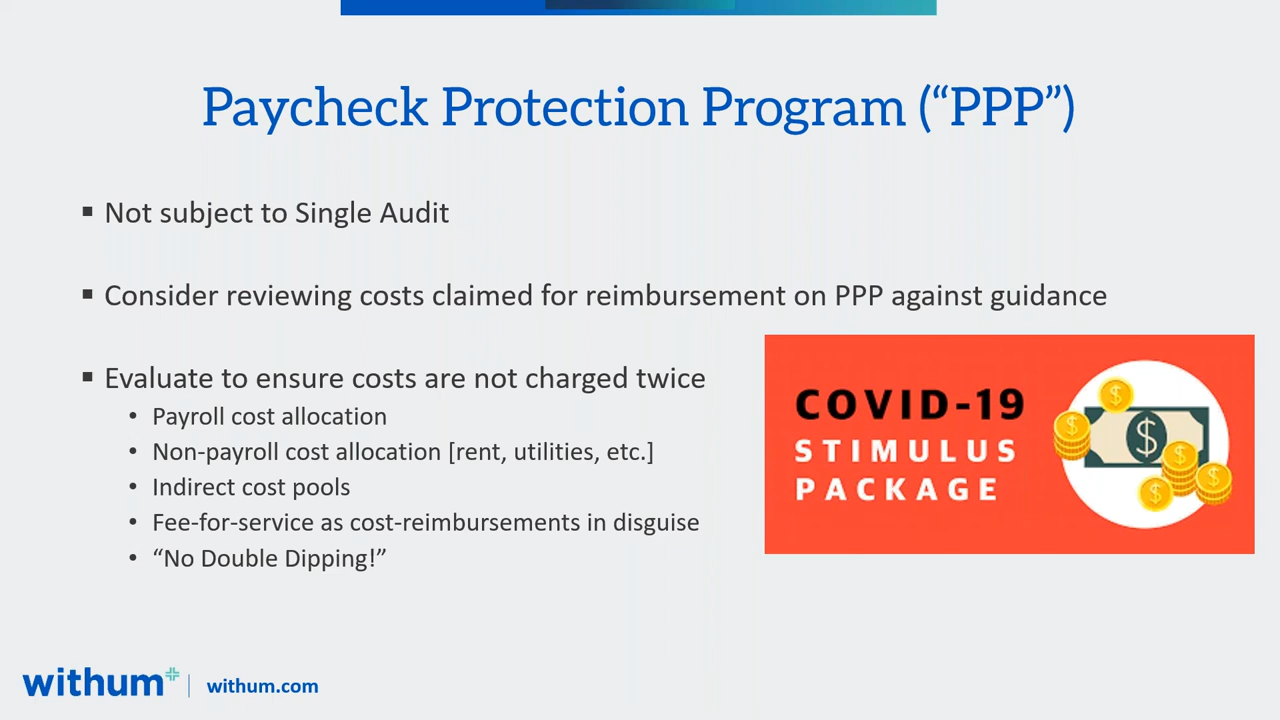 Paycheck Protection Program (“PPP”)
▪ Not subject to Single Audit
▪ Consider reviewing costs claimed for reimbursement on PPP against guidance
▪ Evaluate to ensure costs are not charged twice
• Payroll cost allocation
• Non-payroll cost allocation [rent, utilities, etc.]
• Indirect cost pools
• Fee-for-service as cost-reimbursements in disguise
• “No Double Dipping!”
COVID-19
STIMULUS
PACKAGE
withum+ | withum.com